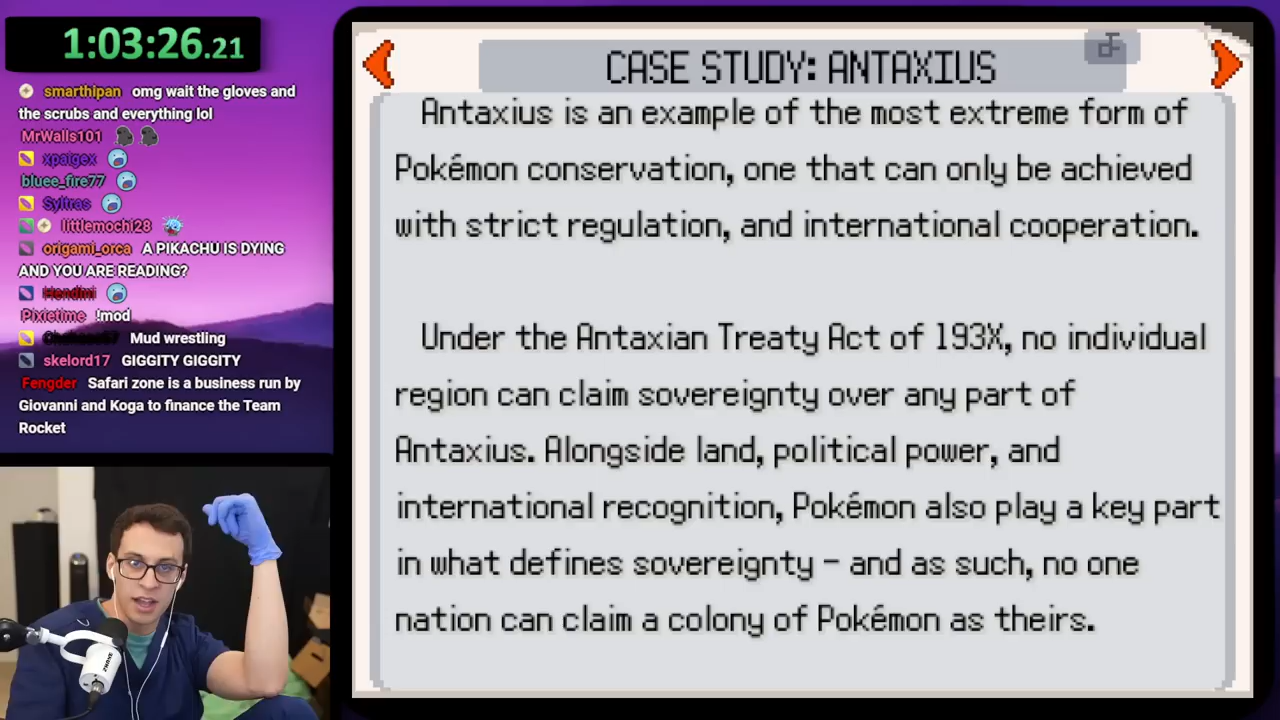 1:03:26.21
smarthipan omg wait the gloves and
the scrubs and everything lol
MrWalls101
xpaigex
bluee_fire77
Syltras
littlemochi28
origami_orca A PIKACHU IS DYING
AND YOU ARE READING?
Hendimi
Pixietime !mod
Mud wrestling
skelord17 GIGGITY GIGGITY
Fengder Safari zone is a business run by
Giovanni and Koga to finance the Team
Rocket
CASE STUDY: ANTAXIUS
Antaxius is an example of the most extreme form of
Pokémon conservation, one that can only be achieved
with strict regulation, and international cooperation.
Under the Antaxian Treaty Act of 193X, no individual
region can claim sovereignty over any part of
Antaxius. Alongside land, political power, and
international recognition, Pokémon also play a key part
in what defines sovereignty – and as such, no one
nation can claim a colony of Pokémon as theirs.